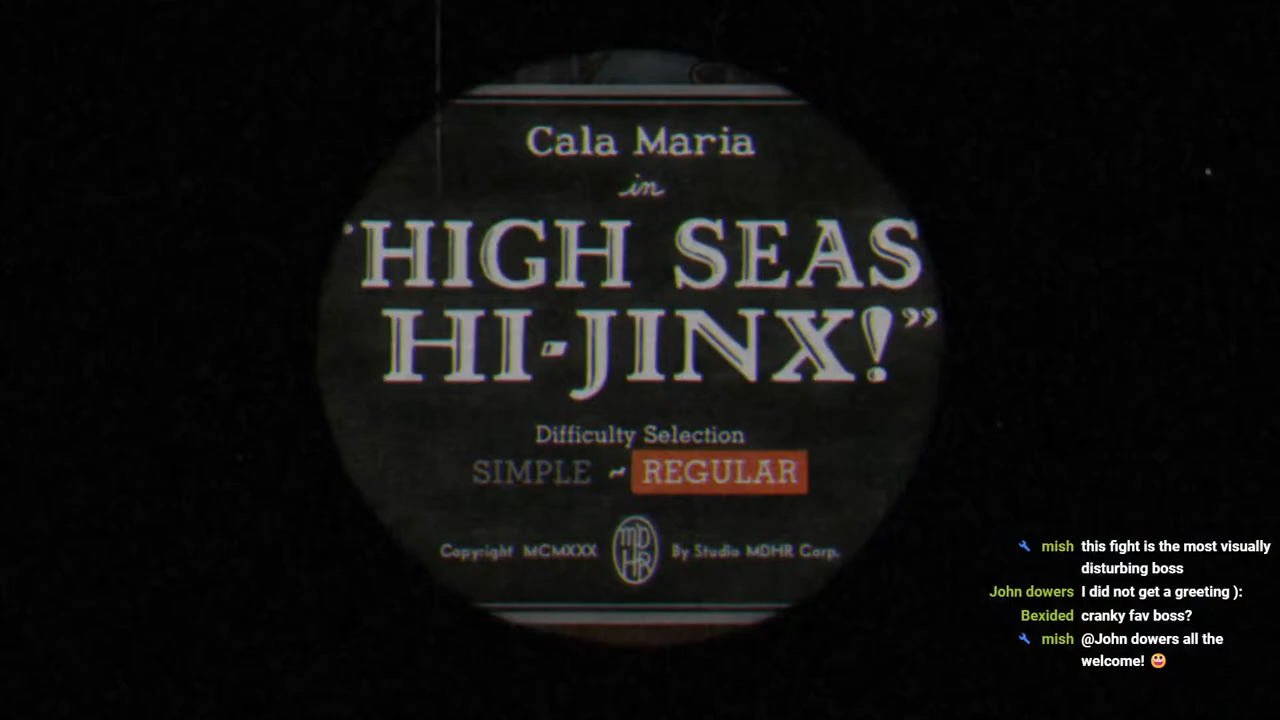 Cala Maria
in
“HIGH SEAS
HI-JINX!”
Difficulty Selection
SIMPLE ~ REGULAR
Copyright MCMXXX MDHR By Studio MDHR Corp.
mish this fight is the most visually
disturbing boss
John dowers I did not get a greeting ):
Bexided cranky fav boss?
mish @John dowers all the
welcome! 😀